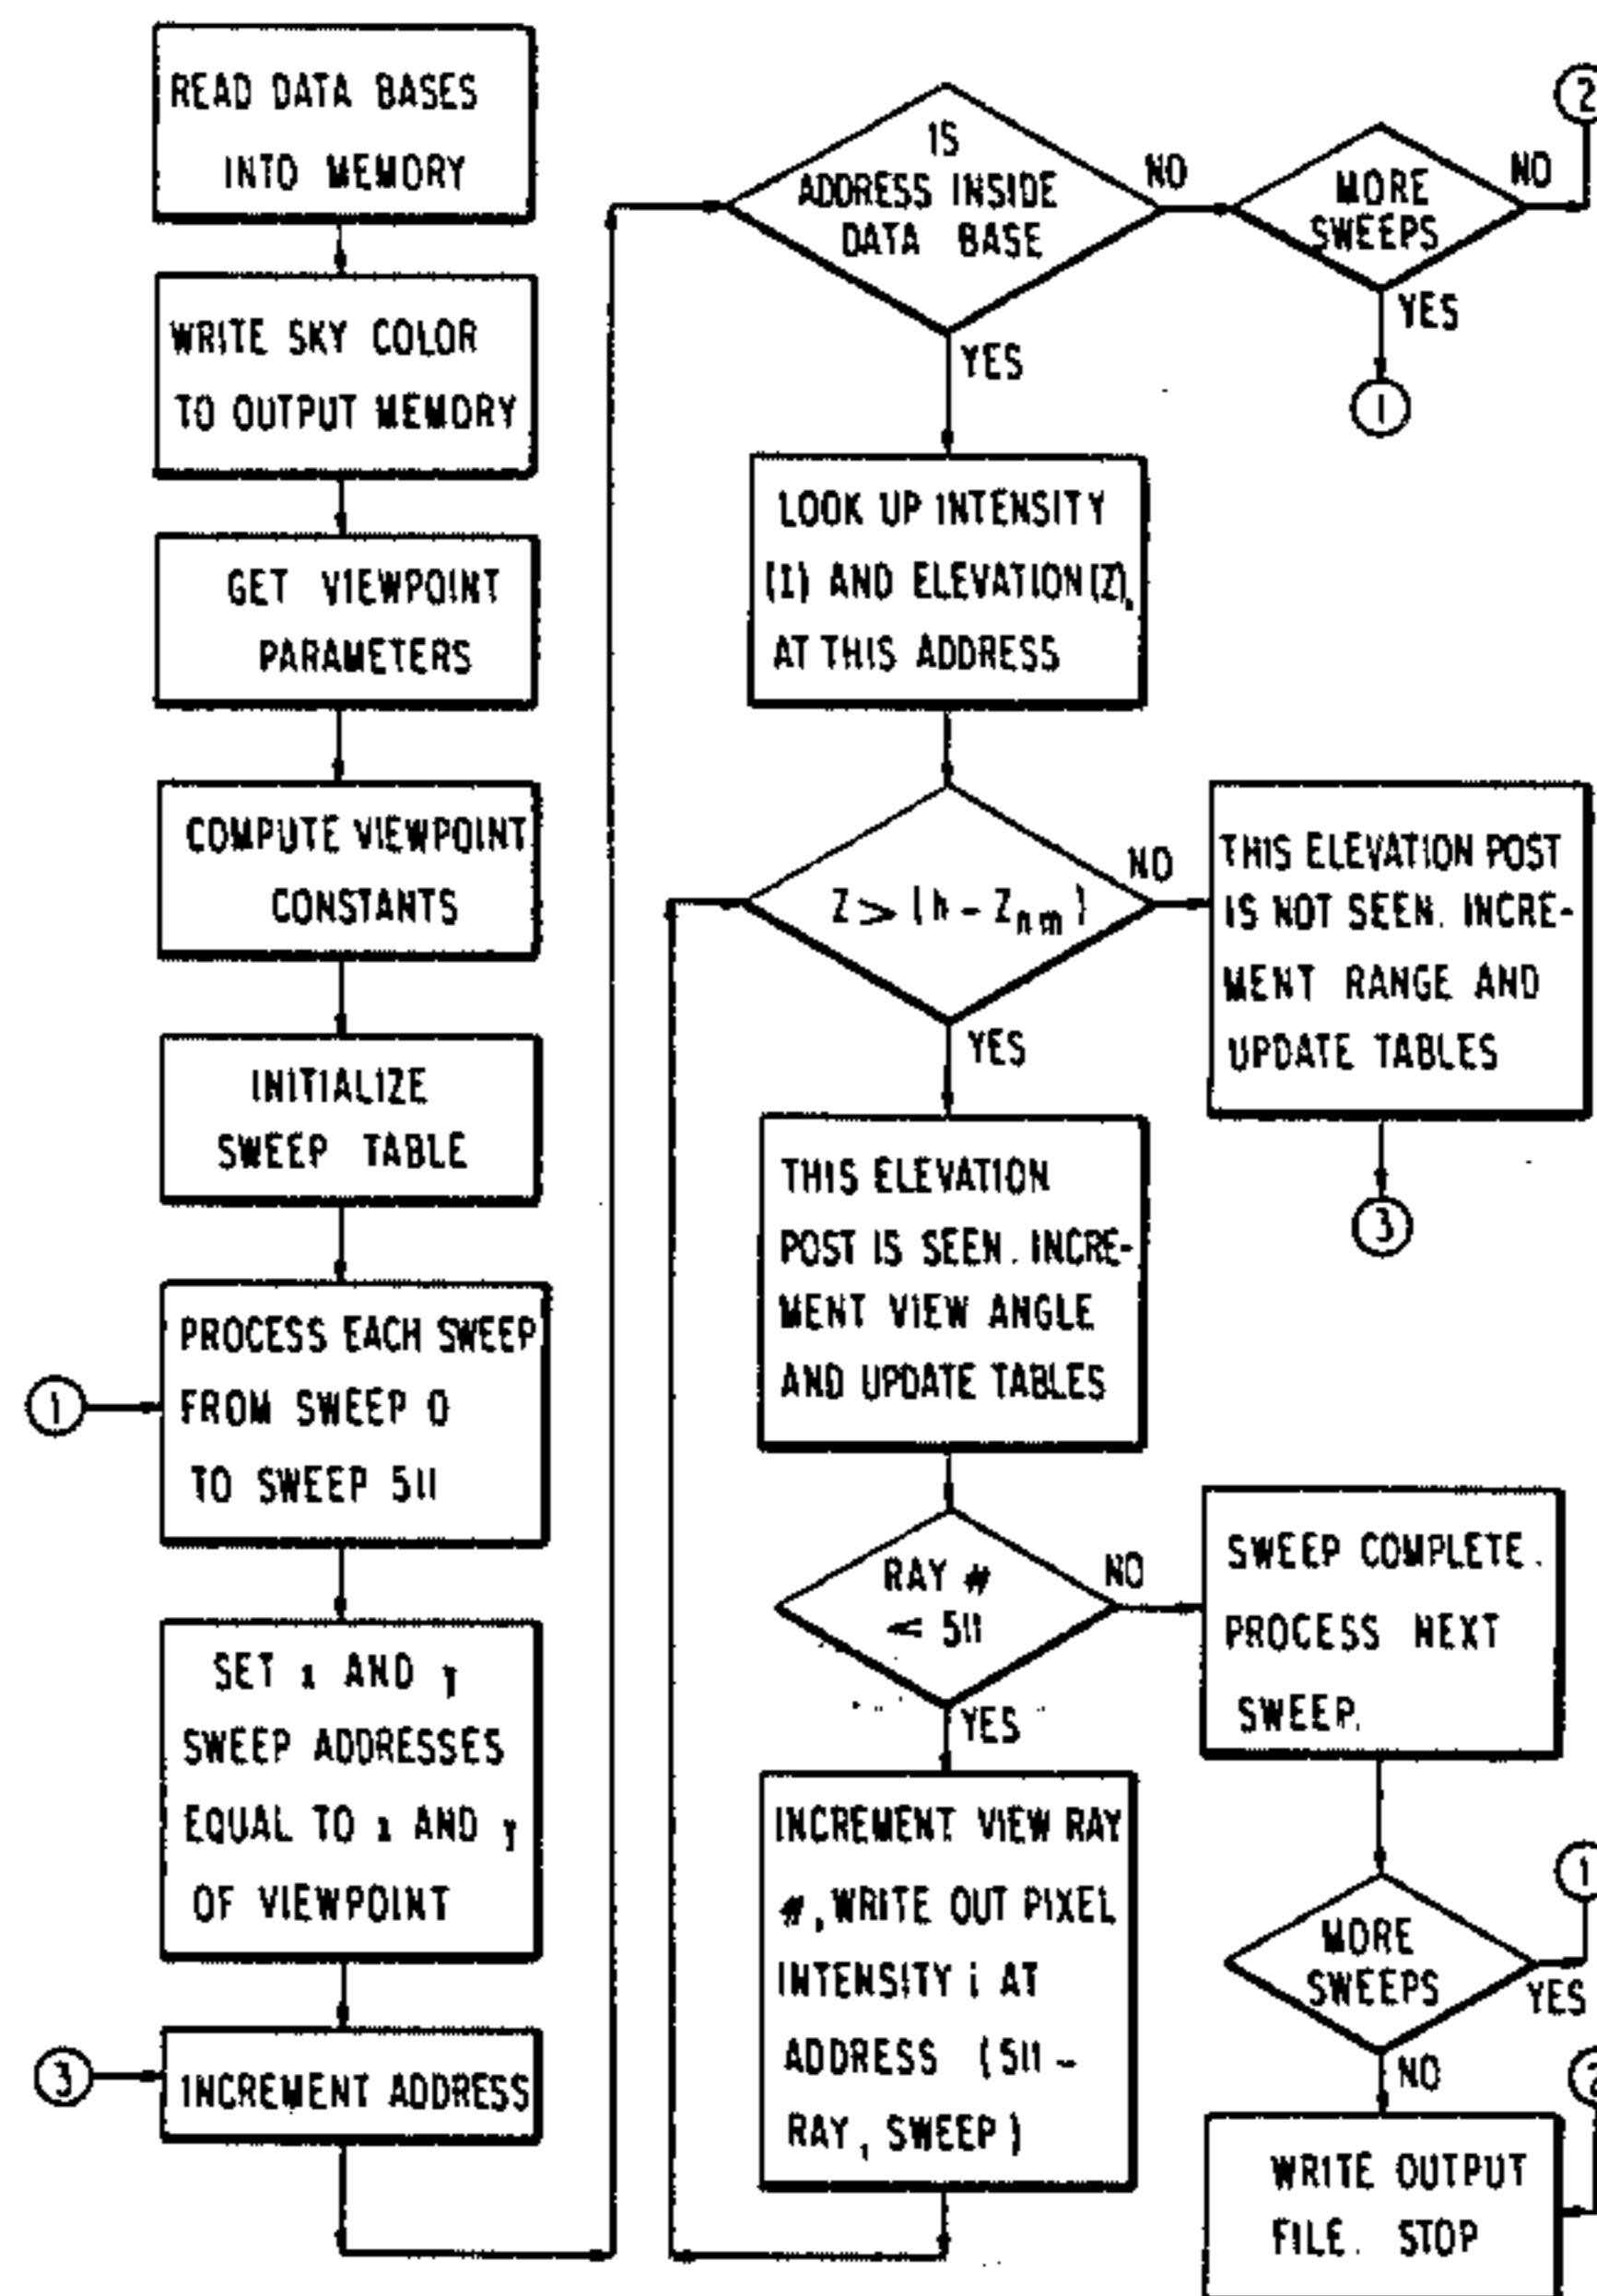 READ DATA BASES
INTO MEMORY
WRITE SKY COLOR
TO OUTPUT MEMORY
GET VIEWPOINT
PARAMETERS
COMPUTE VIEWPOINT
CONSTANTS
INITIALIZE
SWEEP TABLE
1
PROCESS EACH SWEEP
FROM SWEEP 0
TO SWEEP 511
SET x AND y
SWEEP ADDRESSES
EQUAL TO x AND y
OF VIEWPOINT
3
INCREMENT ADDRESS
IS
ADDRESS INSIDE
DATA BASE
NO
YES
MORE
SWEEPS
NO
2
YES
1
LOOK UP INTENSITY
(I) AND ELEVATION(Z),
AT THIS ADDRESS
Z > (h - Znm)
NO
YES
THIS ELEVATION POST
IS NOT SEEN. INCRE-
MENT RANGE AND
UPDATE TABLES
3
THIS ELEVATION
POST IS SEEN. INCRE-
MENT VIEW ANGLE
AND UPDATE TABLES
RAY #
< 511
NO
YES
SWEEP COMPLETE.
PROCESS NEXT
SWEEP.
INCREMENT VIEW RAY
#, WRITE OUT PIXEL
INTENSITY i AT
ADDRESS (511 -
RAY, SWEEP)
MORE
SWEEPS
1
YES
NO
2
WRITE OUTPUT
FILE. STOP